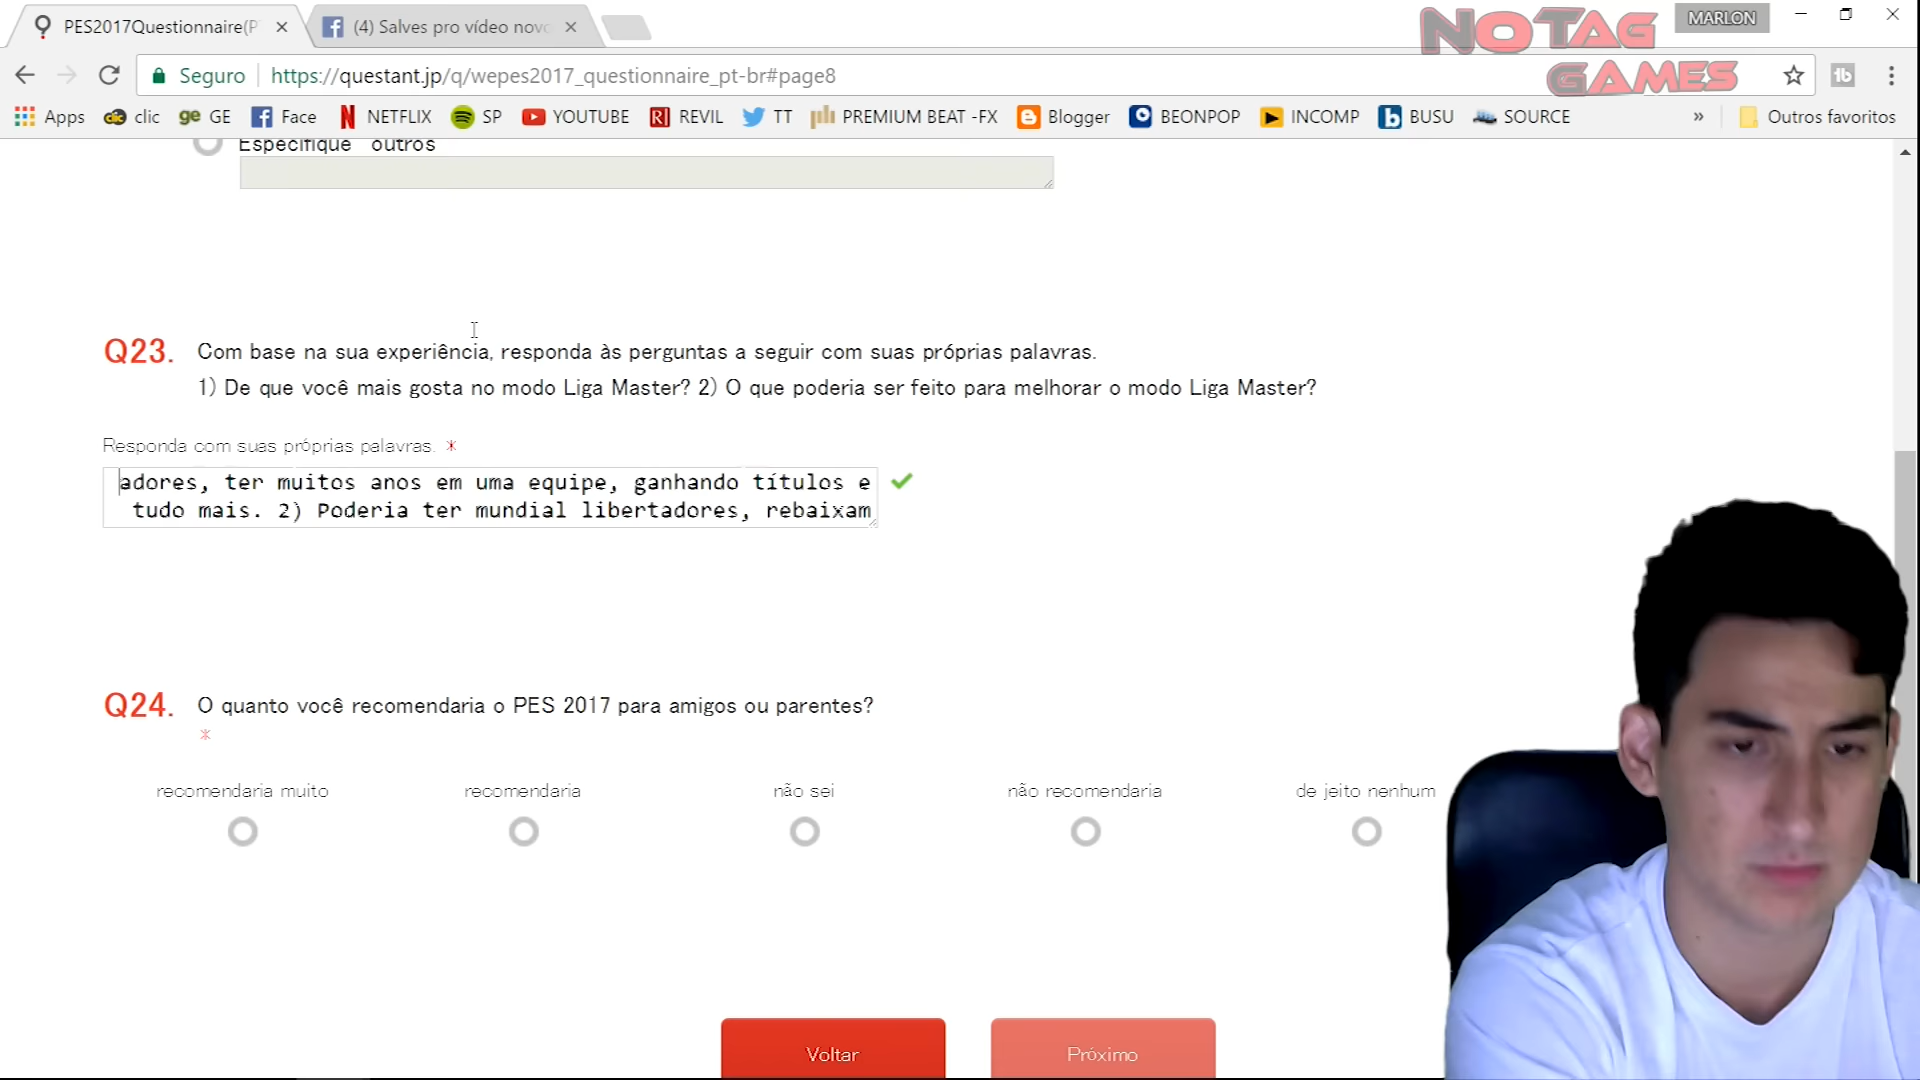 PES2017Questionnaire(P
(4) Salves pro vídeo novo
NOTAG
GAMES
MARLON
Seguro
https://questant.jp/q/wepes2017_questionnaire_pt-br#page8
Apps
clic
GE
Face
NETFLIX
SP
YOUTUBE
REVIL
TT
PREMIUM BEAT -FX
Blogger
BEONPOP
INCOMP
BUSU
SOURCE
»
Outros favoritos
Especifique outros
Q23. Com base na sua experiência, responda às perguntas a seguir com suas próprias palavras.
1) De que você mais gosta no modo Liga Master? 2) O que poderia ser feito para melhorar o modo Liga Master?
Responda com suas próprias palavras. *
adores, ter muitos anos em uma equipe, ganhando títulos e
tudo mais. 2) Poderia ter mundial libertadores, rebaixam
Q24. O quanto você recomendaria o PES 2017 para amigos ou parentes?
*
recomendaria muito
recomendaria
não sei
não recomendaria
de jeito nenhum
Voltar
Próximo